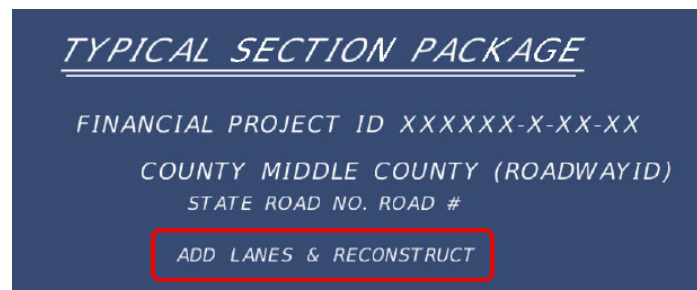 TYPICAL SECTION PACKAGE
FINANCIAL PROJECT ID XXXXXX-X-XX-XX
COUNTY MIDDLE COUNTY (ROADWAYID)
STATE ROAD NO. ROAD #
ADD LANES & RECONSTRUCT